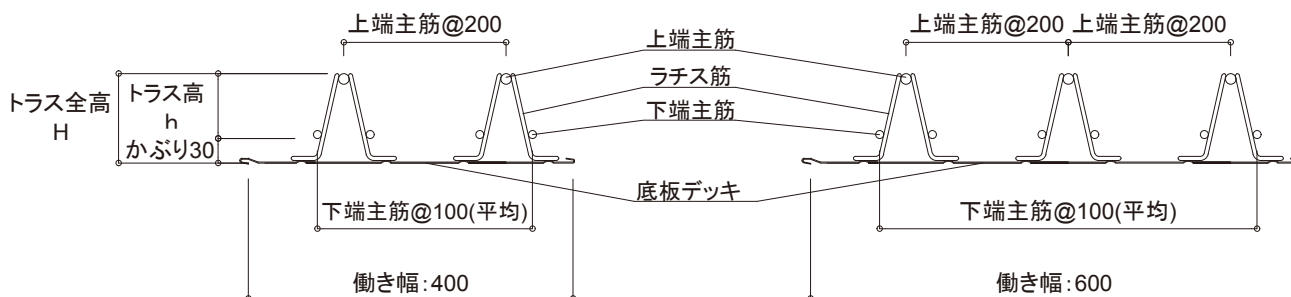 上端主筋@200
上端主筋@200
上端主筋@200
上端主筋
ラチス筋
下端主筋
トラス全高
H
トラス高
h
かぶり30
底板デッキ
下端主筋@100(平均)
下端主筋@100(平均)
働き幅:400
働き幅:600